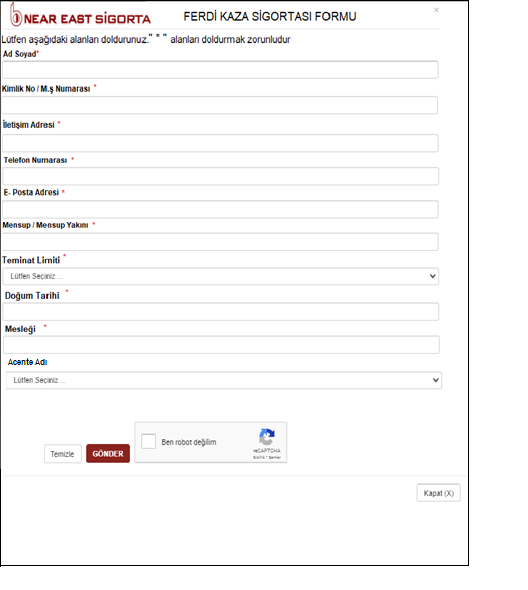 NEAR EAST SİGORTA
FERDİ KAZA SİGORTASI FORMU
×
Lütfen aşağıdaki alanları doldurunuz." * " alanları doldurmak zorunludur
Ad Soyad*
Kimlik No / M.ş Numarası *
İletişim Adresi *
Telefon Numarası *
E- Posta Adresi *
Mensup / Mensup Yakını *
Teminat Limiti *
Lütfen Seçiniz ...
Doğum Tarihi *
Mesleği *
Acente Adı
Lütfen Seçiniz ...
Temizle
GÖNDER
Ben robot değilim
reCAPTCHA
Kapat (X)